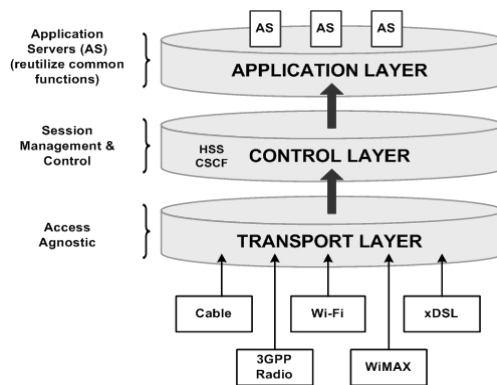 Application
Servers (AS)
(reutilize common
functions)
AS AS AS
APPLICATION LAYER
Session
Management &
Control
HSS
CSCF
CONTROL LAYER
Access
Agnostic
TRANSPORT LAYER
Cable
Wi-Fi
xDSL
3GPP
Radio
WiMAX